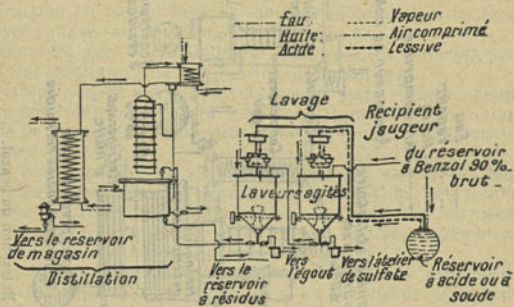 Eau
Huile
Acide
Vapeur
Air comprimé
Lessive
Lavage
Récipient
jaugeur
du réservoir
à Benzol 90%
brut
Laveurs agités
Vers le réservoir
de magasin
Distillation
Vers le
réservoir
à résidus
Vers
l'égout
Vers l'atelier
de sulfate
Réservoir
à acide ou à
soude